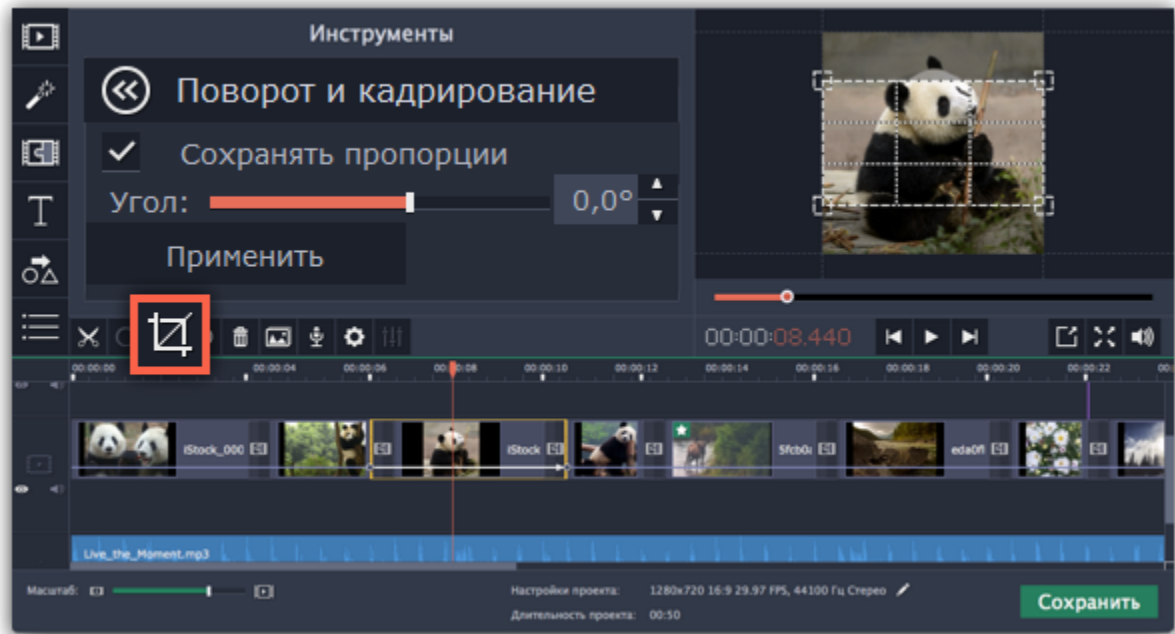 Инструменты
Поворот и кадрирование
Сохранять пропорции
Угол: 0,0°
Применить
00:00:08.440
00:00:00 00:00:04 00:00:06 00:00:08 00:00:10 00:00:12 00:00:14 00:00:16 00:00:18 00:00:20 00:00:22
iStock_000 iStock
Live_the_Moment.mp3
Масштаб:
Настройки проекта: 1280x720 16:9 29.97 FPS, 44100 Гц Стерео
Длительность проекта: 00:50
Сохранить